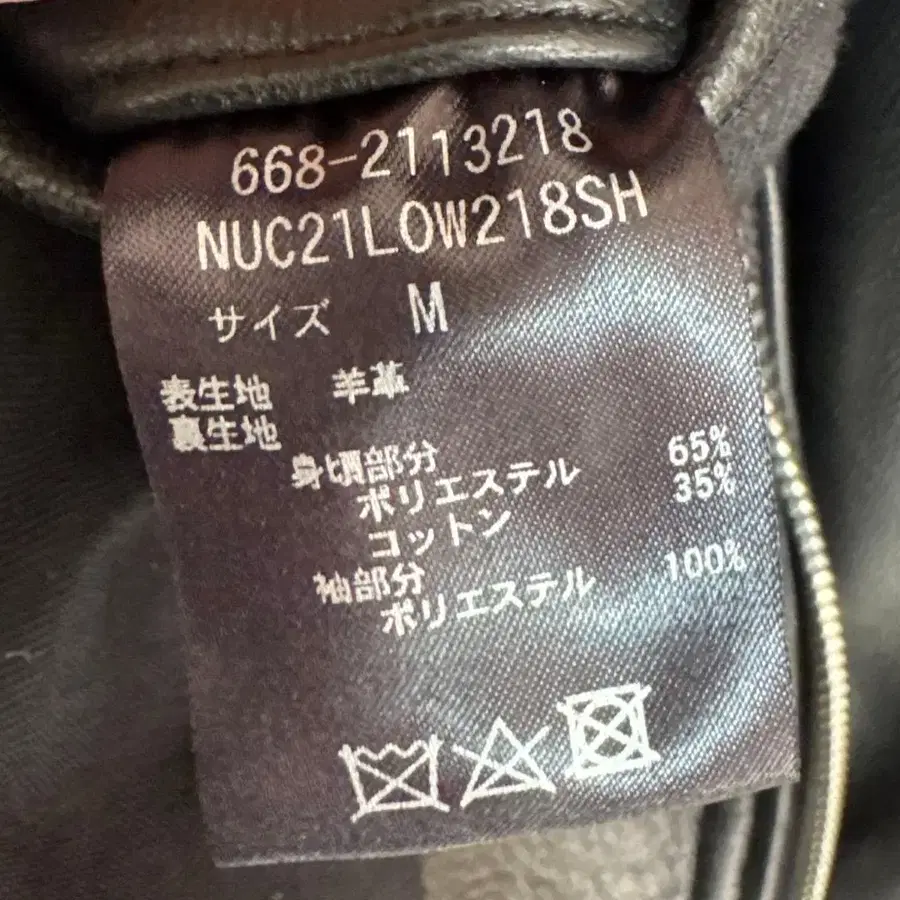 668-2113218
NUC21LOW218SH
サイズ M
表生地 羊革
裏生地
身頃部分
ポリエステル 65%
コットン 35%
袖部分
ポリエステル 100%